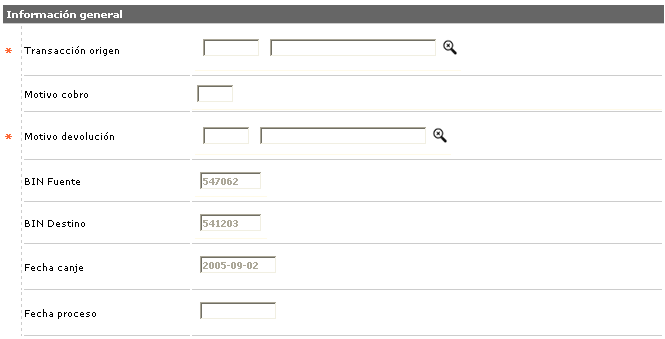 Información general
* Transacción origen
Motivo cobro
* Motivo devolución
BIN Fuente 547062
BIN Destino 541203
Fecha canje 2005-09-02
Fecha proceso